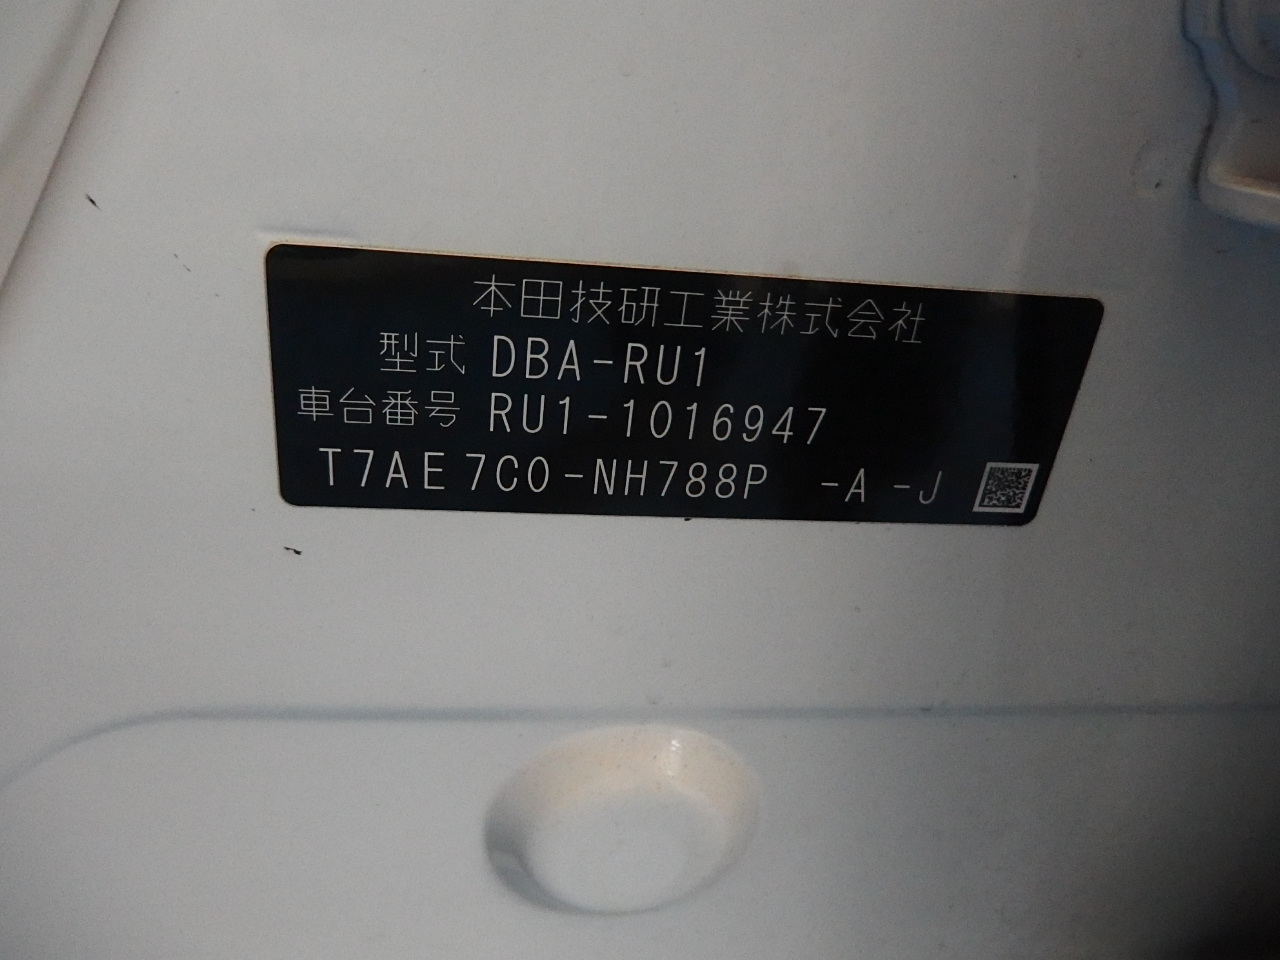 本田技研工業株式会社
型式 DBA-RU1
車台番号 RU1-1016947
T7AE7C0-NH788P -A -J